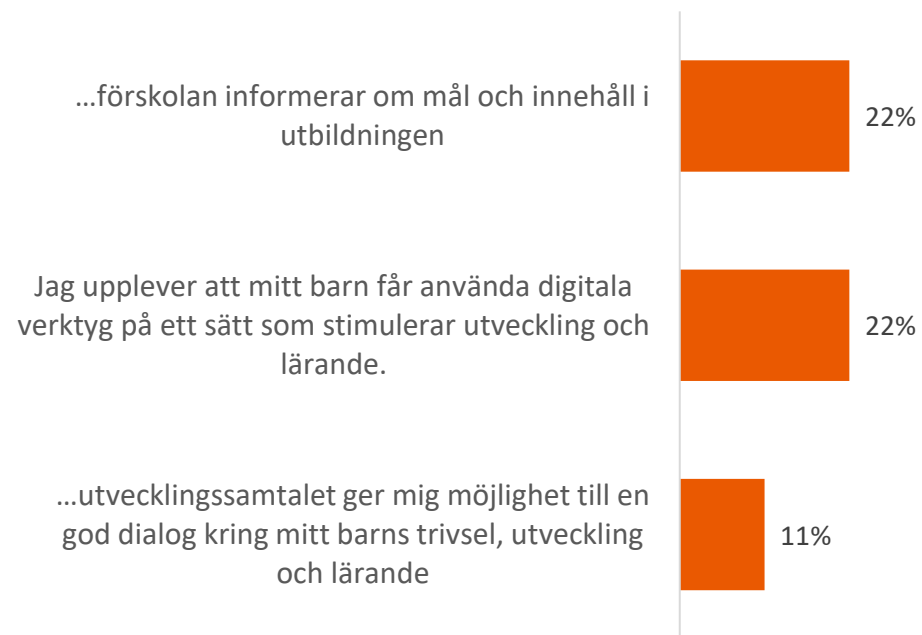 ...förskolan informerar om mål och innehåll i
utbildningen
22%
Jag upplever att mitt barn får använda digitala
verktyg på ett sätt som stimulerar utveckling och
lärande.
22%
...utvecklingssamtalet ger mig möjlighet till en
god dialog kring mitt barns trivsel, utveckling
och lärande
11%